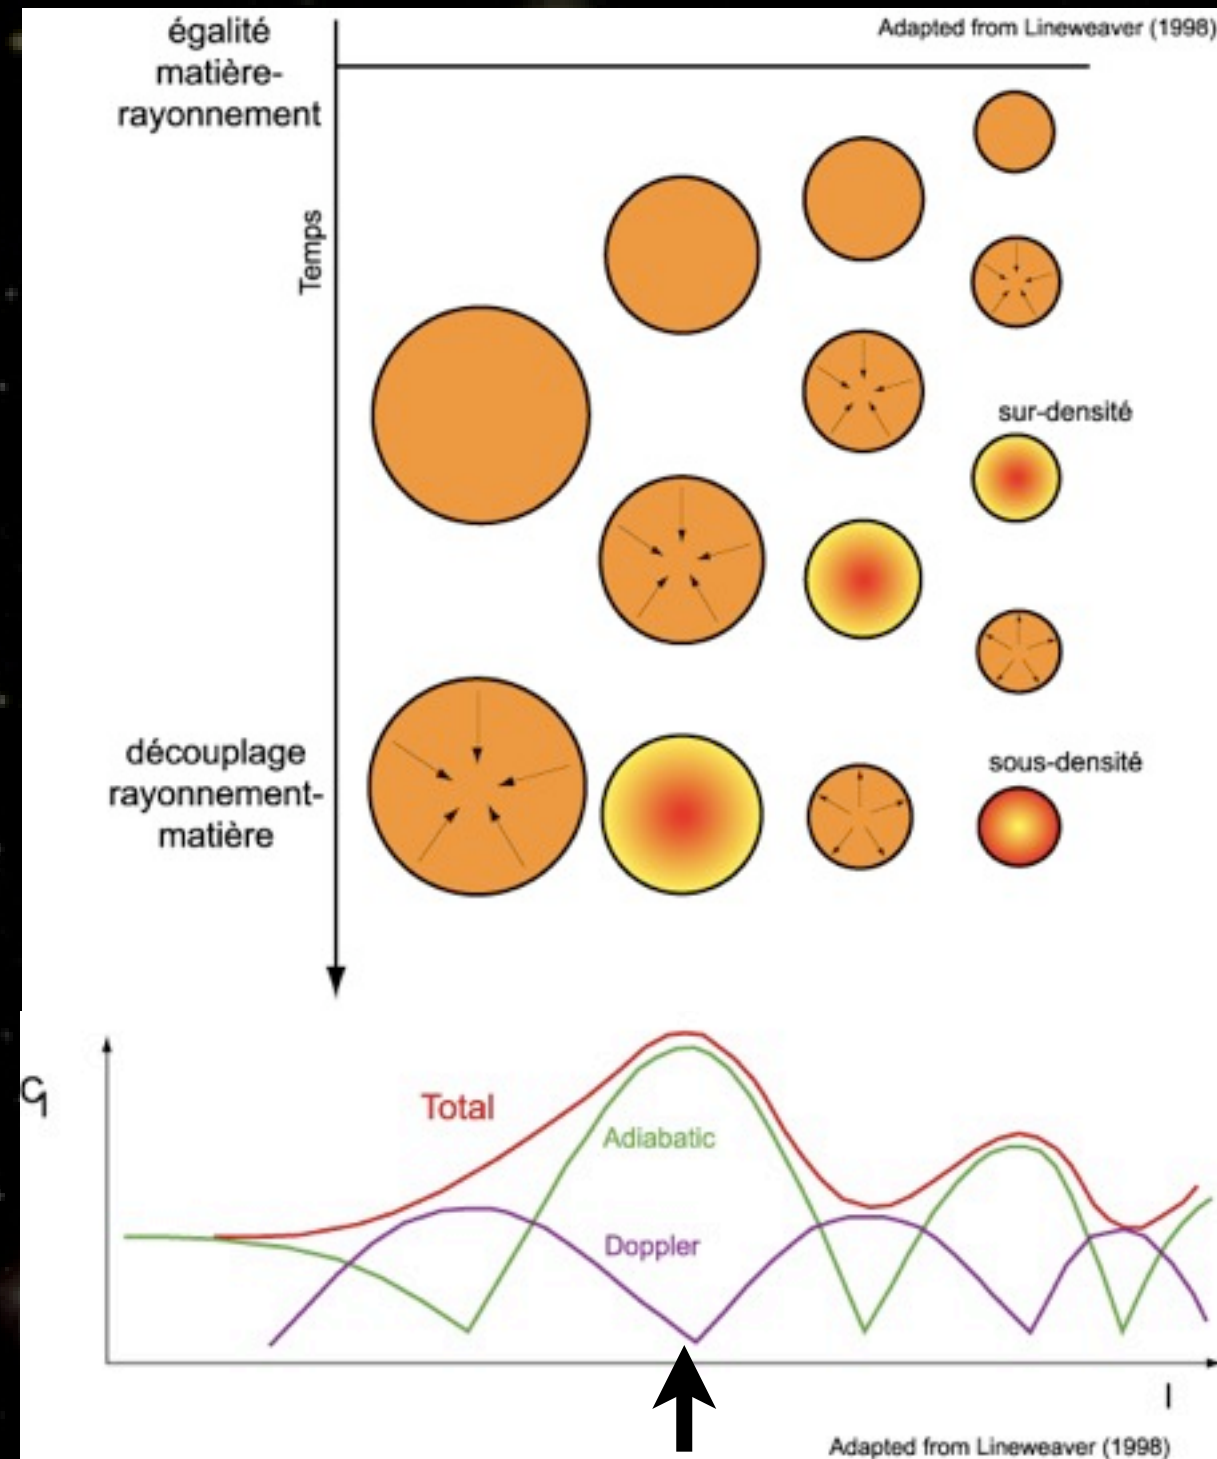 égalité
matière-
rayonnement
Adapted from Lineweaver (1998)
Temps
sur-densité
découplage
rayonnement-
matière
sous-densité
Cl
Total
Adiabatic
Doppler
l
Adapted from Lineweaver (1998)